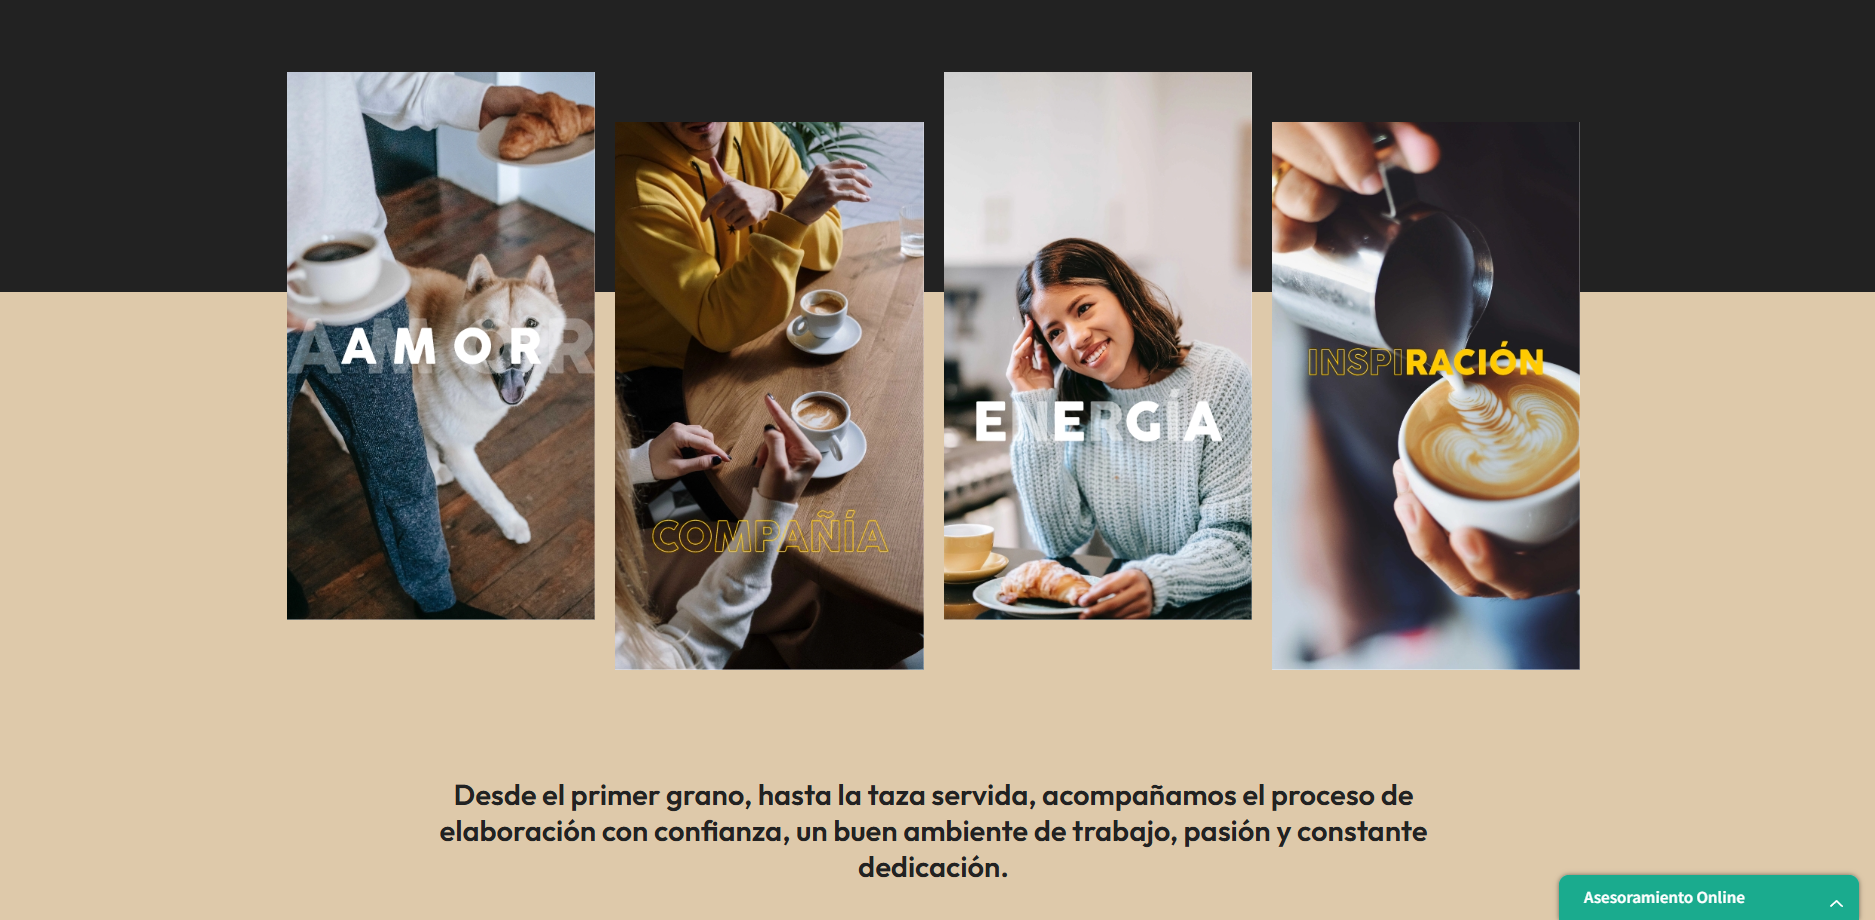 AMOR
AMOR
COMPAÑÍA
ENERGÍA
INSPIRACIÓN
Desde el primer grano, hasta la taza servida, acompañamos el proceso de
elaboración con confianza, un buen ambiente de trabajo, pasión y constante
dedicación.
Asesoramiento Online